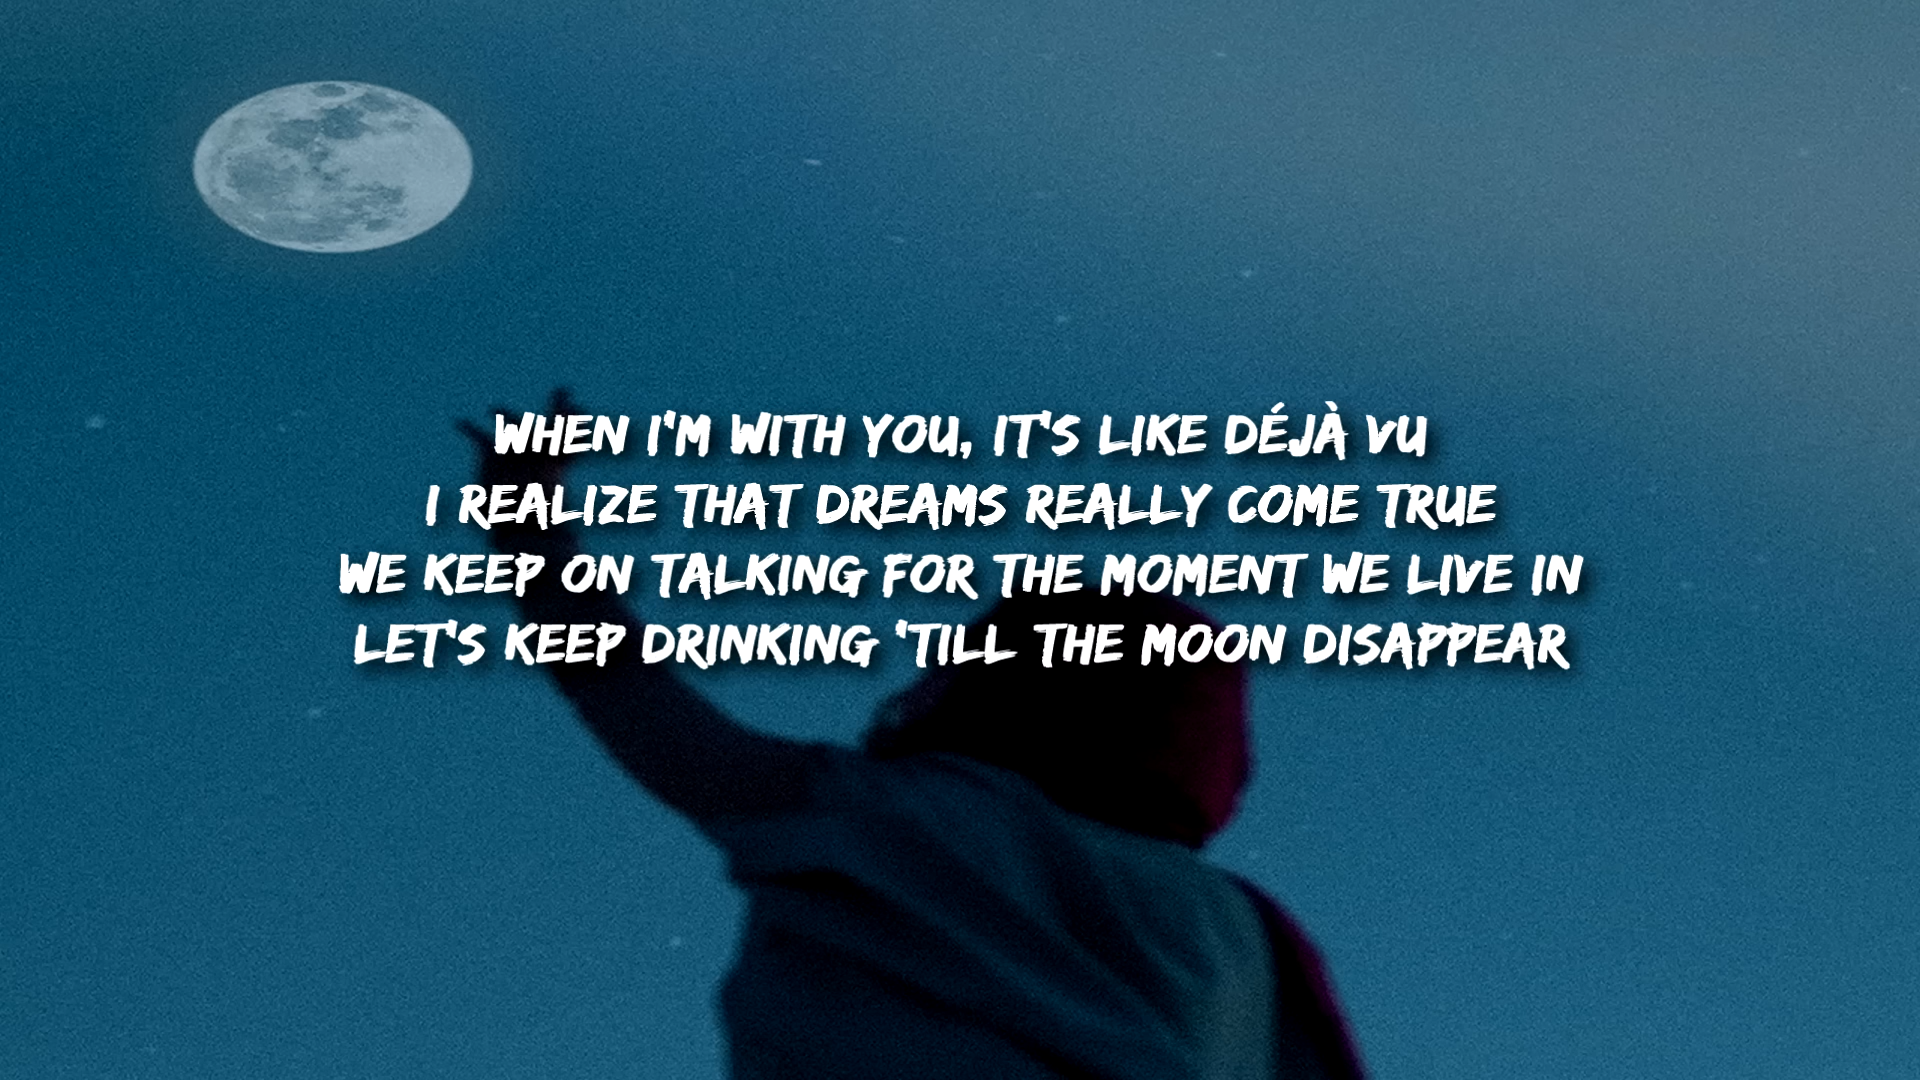 WHEN I'M WITH YOU, IT'S LIKE DÉJÀ VU
I REALIZE THAT DREAMS REALLY COME TRUE
WE KEEP ON TALKING FOR THE MOMENT WE LIVE IN
LET'S KEEP DRINKING 'TILL THE MOON DISAPPEAR